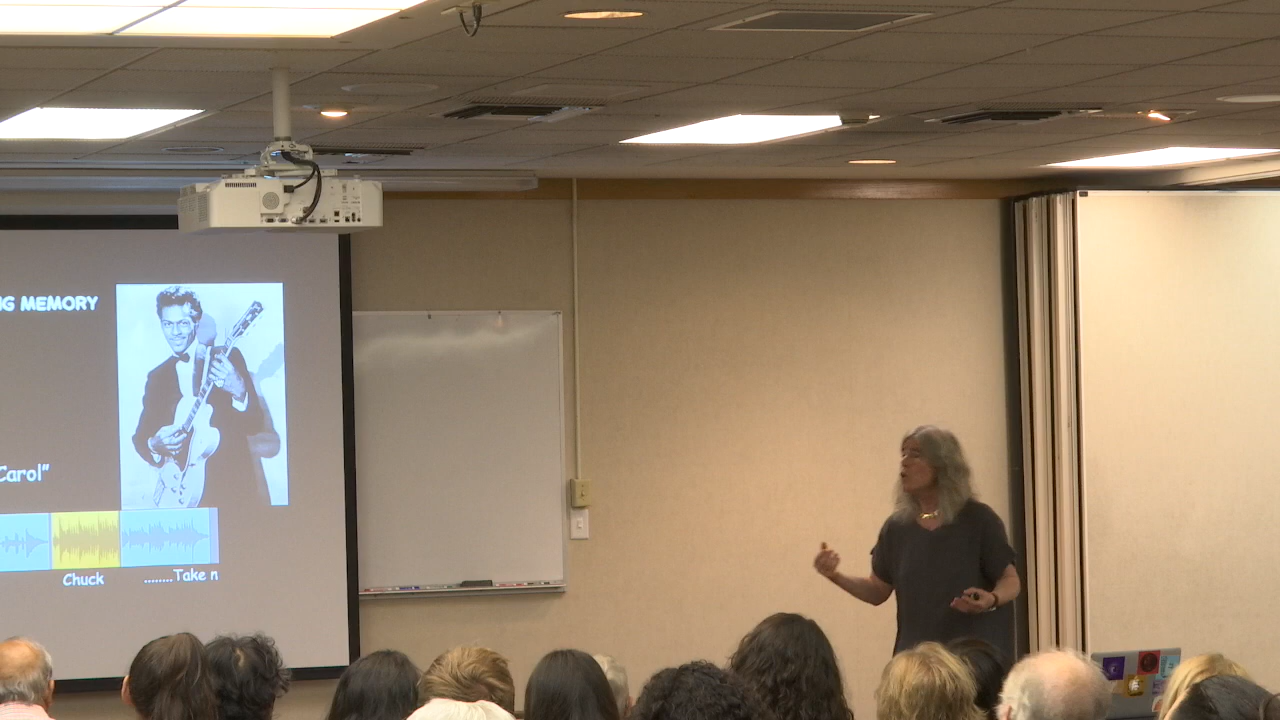 MEMORY
Carol”
Chuck
........Take n